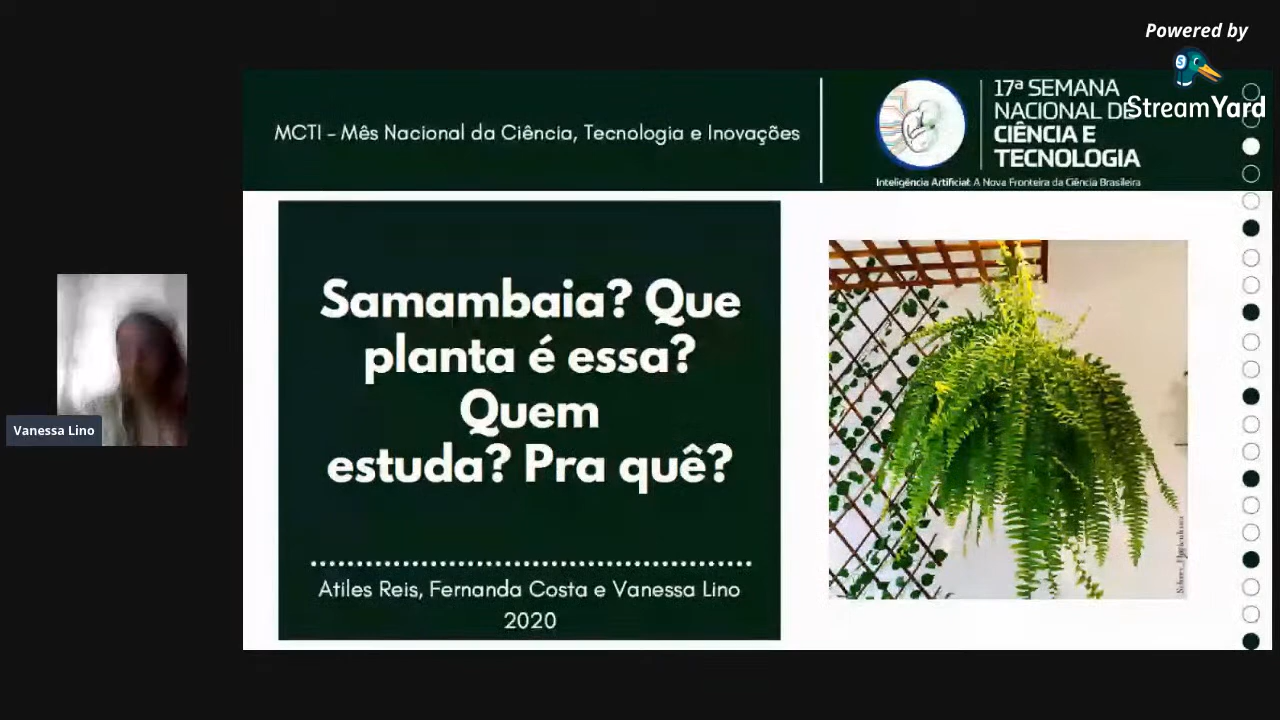 Powered by
StreamYard
MCTI - Mês Nacional da Ciência, Tecnologia e Inovações
17ª SEMANA
NACIONAL DE
CIÊNCIA E
TECNOLOGIA
Inteligência Artificial: A Nova Fronteira da Ciência Brasileira
Samambaia? Que
planta é essa?
Quem
estuda? Pra quê?
Atiles Reis, Fernanda Costa e Vanessa Lino
2020
Vanessa Lino